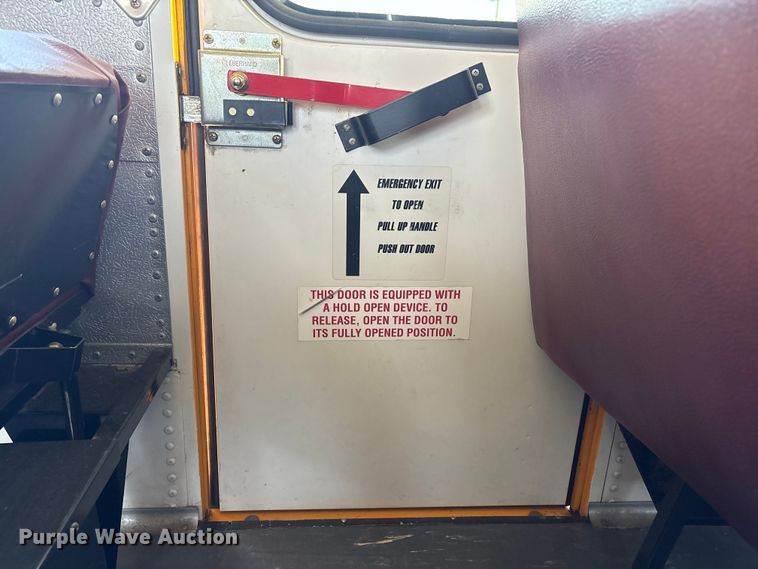 EBERHARD
EMERGENCY EXIT
TO OPEN
PULL UP HANDLE
PUSH OUT DOOR
THIS DOOR IS EQUIPPED WITH
A HOLD OPEN DEVICE. TO
RELEASE, OPEN THE DOOR TO
ITS FULLY OPENED POSITION.
Purple Wave Auction